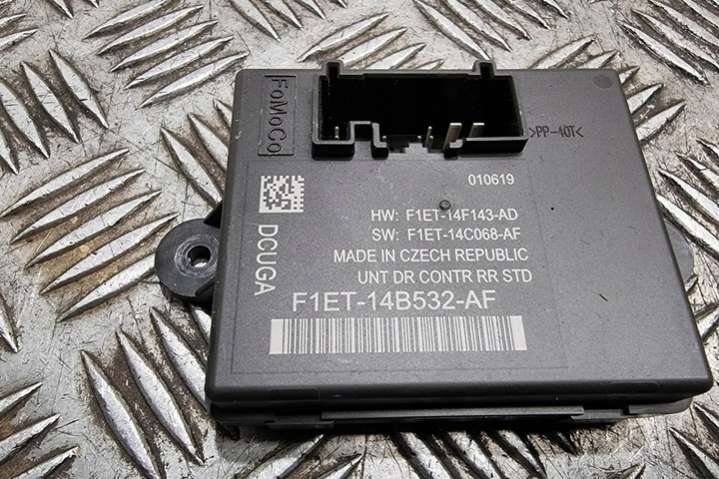 FoMoCo
>PP-40T<
010619
HW: F1ET-14F143-AD
SW: F1ET-14C068-AF
MADE IN CZECH REPUBLIC
UNT DR CONTR RR STD
DCUGA
F1ET-14B532-AF